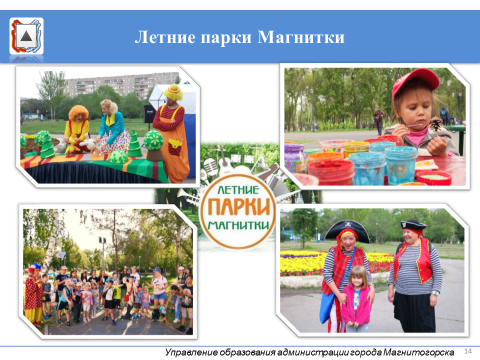 Летние парки Магнитки
ЛЕТНИЕ
ПАРКИ
МАГНИТКИ
Управление образования администрации города Магнитогорска
14